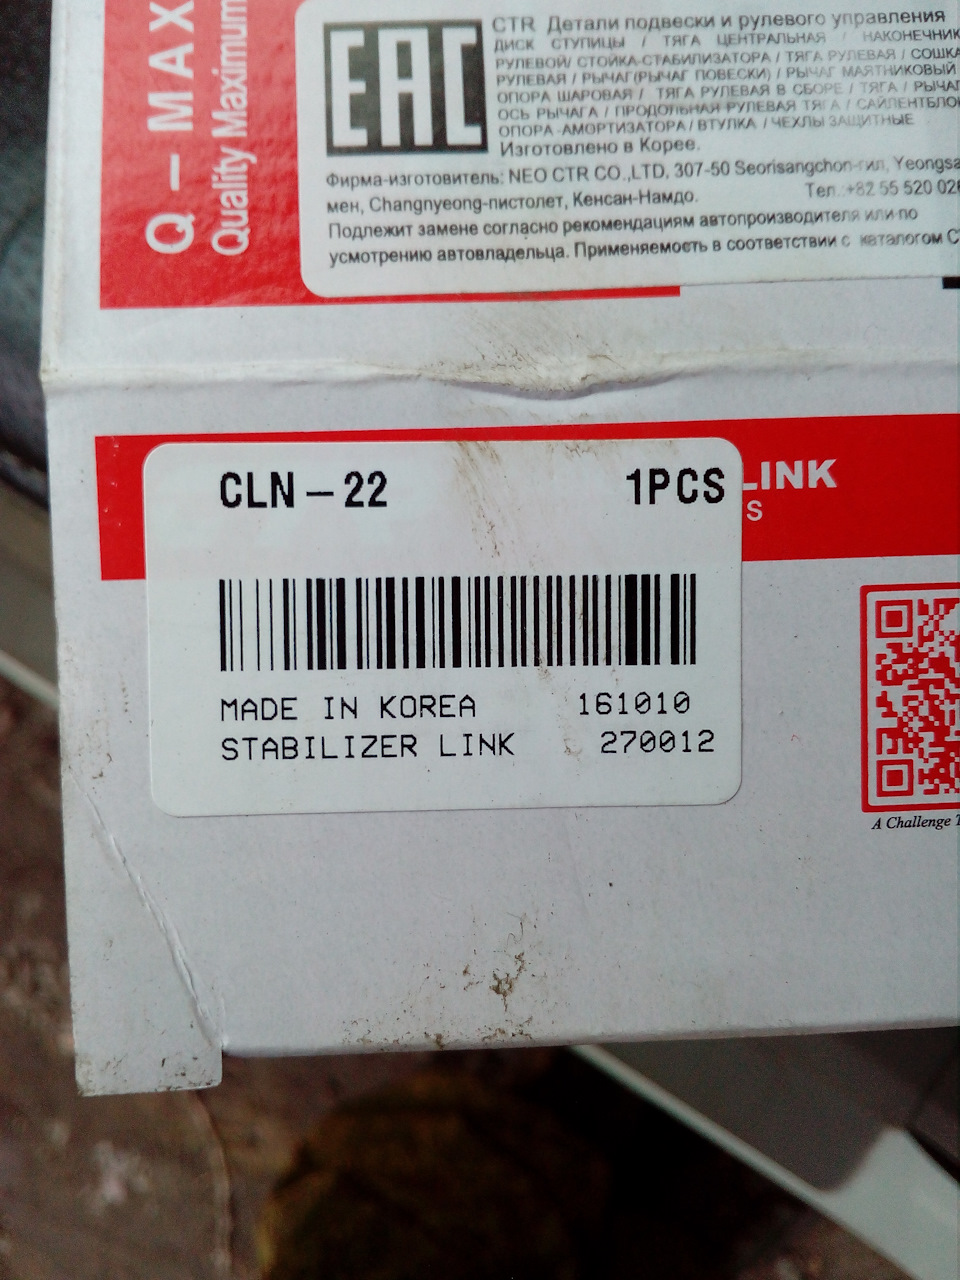 Q – MAX
Quality Maximum
EAC
CTR Детали подвески и рулевого управления
ДИСК СТУПИЦЫ / ТЯГА ЦЕНТРАЛЬНАЯ / НАКОНЕЧНИК
РУЛЕВОЙ/ СТОЙКА-СТАБИЛИЗАТОРА / ТЯГА РУЛЕВАЯ / СОШКА
РУЛЕВАЯ / РЫЧАГ(РЫЧАГ ПОВЕСКИ) / РЫЧАГ МАЯТНИКОВЫЙ
ОПОРА ШАРОВАЯ / ТЯГА РУЛЕВАЯ В СБОРЕ / ТЯГА / РЫЧАГ
ОСЬ РЫЧАГА / ПРОДОЛЬНАЯ РУЛЕВАЯ ТЯГА / САЙЛЕНТБЛО
ОПОРА-АМОРТИЗАТОРА / ВТУЛКА / ЧЕХЛЫ ЗАЩИТНЫЕ
Изготовлено в Корее.
Фирма-изготовитель: NEO CTR CO.,LTD. 307-50 Seorisangchon-гил, Yeongsa
мен, Changnyeong-пистолет, Кенсан-Намдо. Тел. +82 55 520 02
Подлежит замене согласно рекомендациям автопроизводителя или по
усмотрению автовладельца. Применяемость в соответствии с каталогом C
LINK
S
CLN – 22 1PCS
MADE IN KOREA 161010
STABILIZER LINK 270012
A Challenge